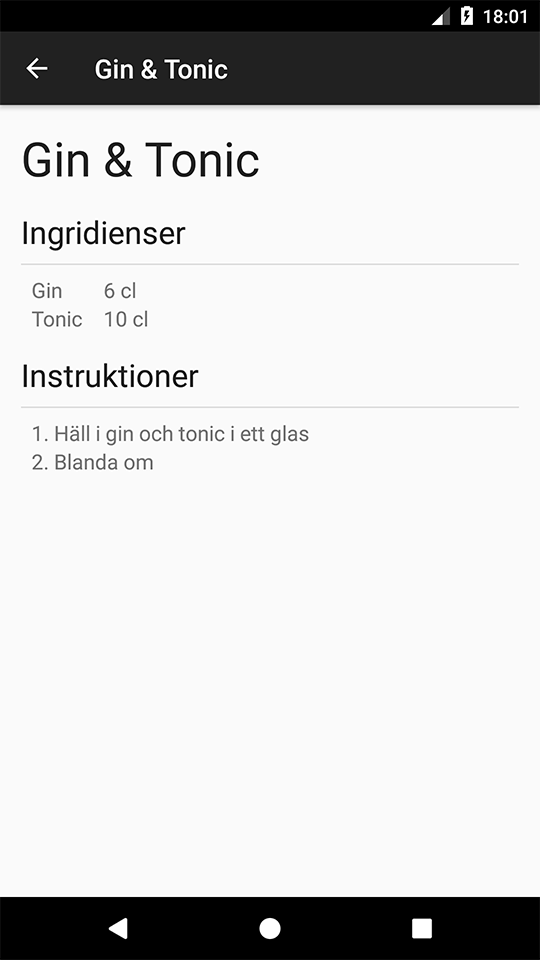 18:01
Gin & Tonic
Gin & Tonic
Ingridienser
Gin 6 cl
Tonic 10 cl
Instruktioner
1. Häll i gin och tonic i ett glas
2. Blanda om